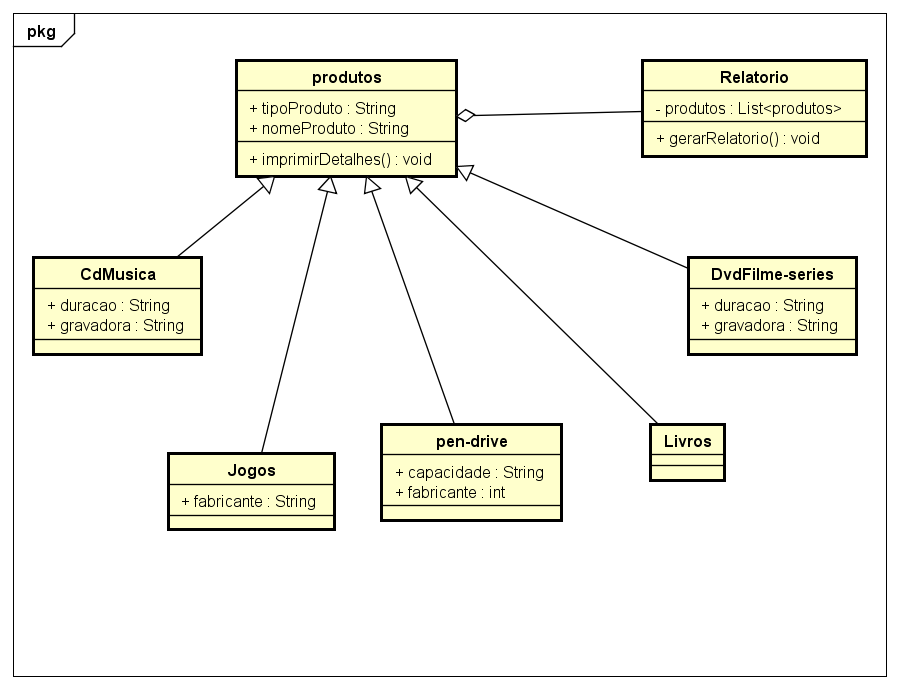 pkg
produtos
+ tipoProduto : String
+ nomeProduto : String
+ imprimirDetalhes() : void
Relatorio
- produtos : List<produtos>
+ gerarRelatorio() : void
CdMusica
+ duracao : String
+ gravadora : String
DvdFilme-series
+ duracao : String
+ gravadora : String
Jogos
+ fabricante : String
pen-drive
+ capacidade : String
+ fabricante : int
Livros